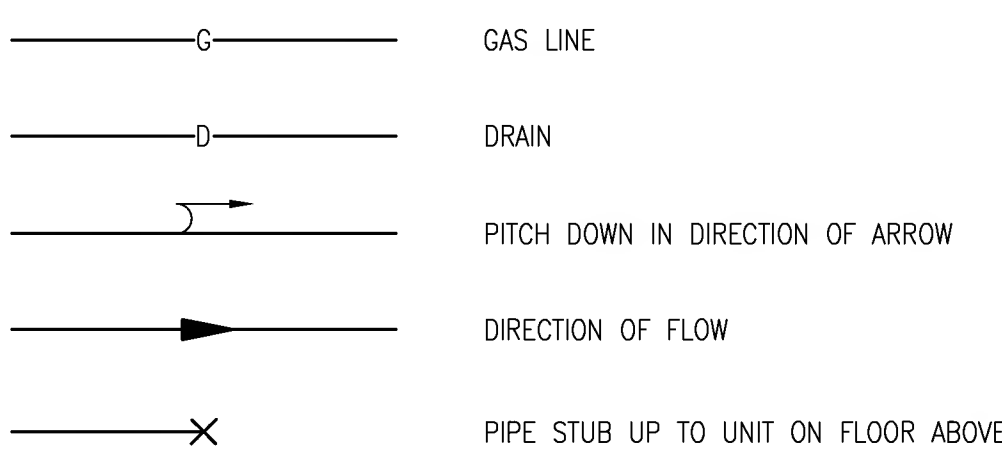 G GAS LINE
D DRAIN
PITCH DOWN IN DIRECTION OF ARROW
DIRECTION OF FLOW
PIPE STUB UP TO UNIT ON FLOOR ABOVE